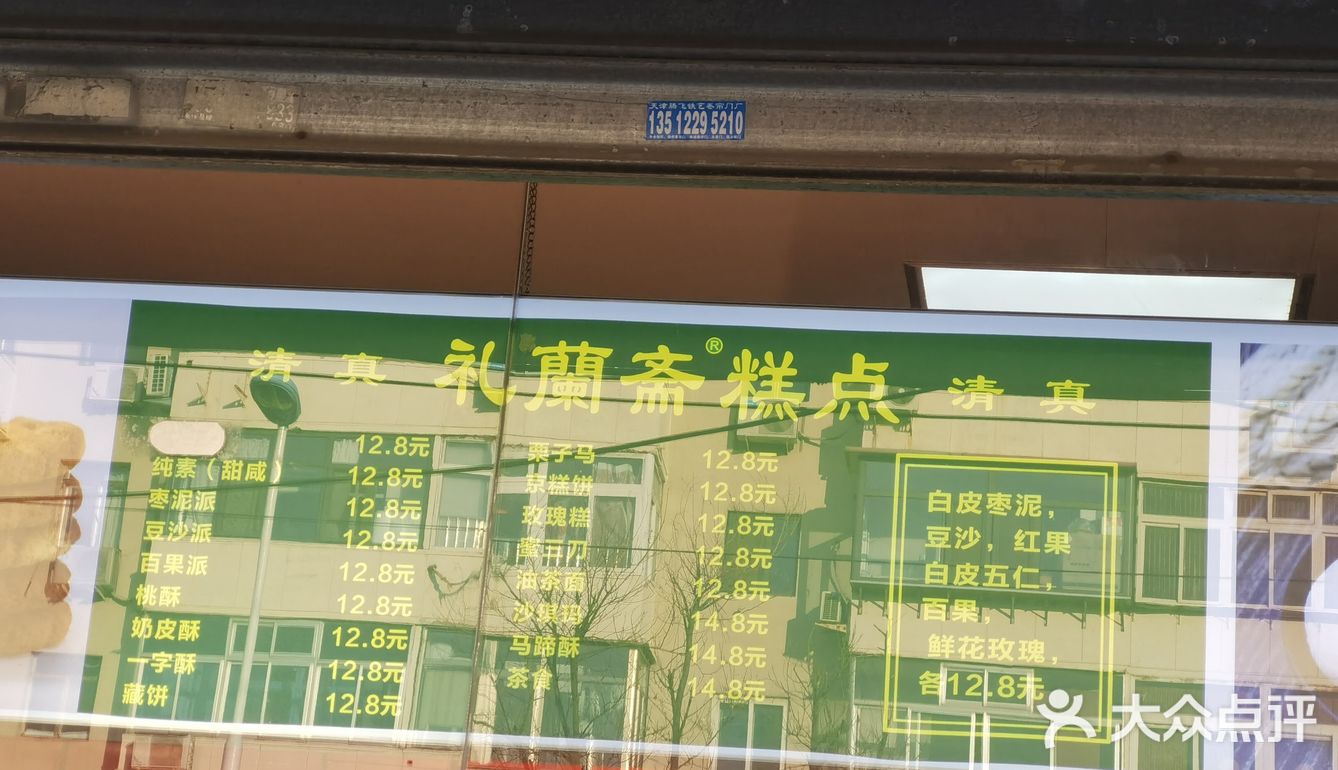 天津腾飞铁艺卷帘门厂
135 1229 5210
清真 礼蘭斋®糕点 清真
12.8元
纯素（甜咸） 12.8元
枣泥派 12.8元
豆沙派 12.8元
百果派 12.8元
桃酥 12.8元
奶皮酥 12.8元
一字酥 12.8元
藏饼 12.8元
栗子马 12.8元
京糕饼 12.8元
玫瑰糕 12.8元
蜜三刀 12.8元
油茶面 12.8元
沙琪玛 14.8元
马蹄酥 14.8元
茶食 14.8元
白皮枣泥，
豆沙，红果
白皮五仁，
百果，
鲜花玫瑰，
各12.8元
大众点评